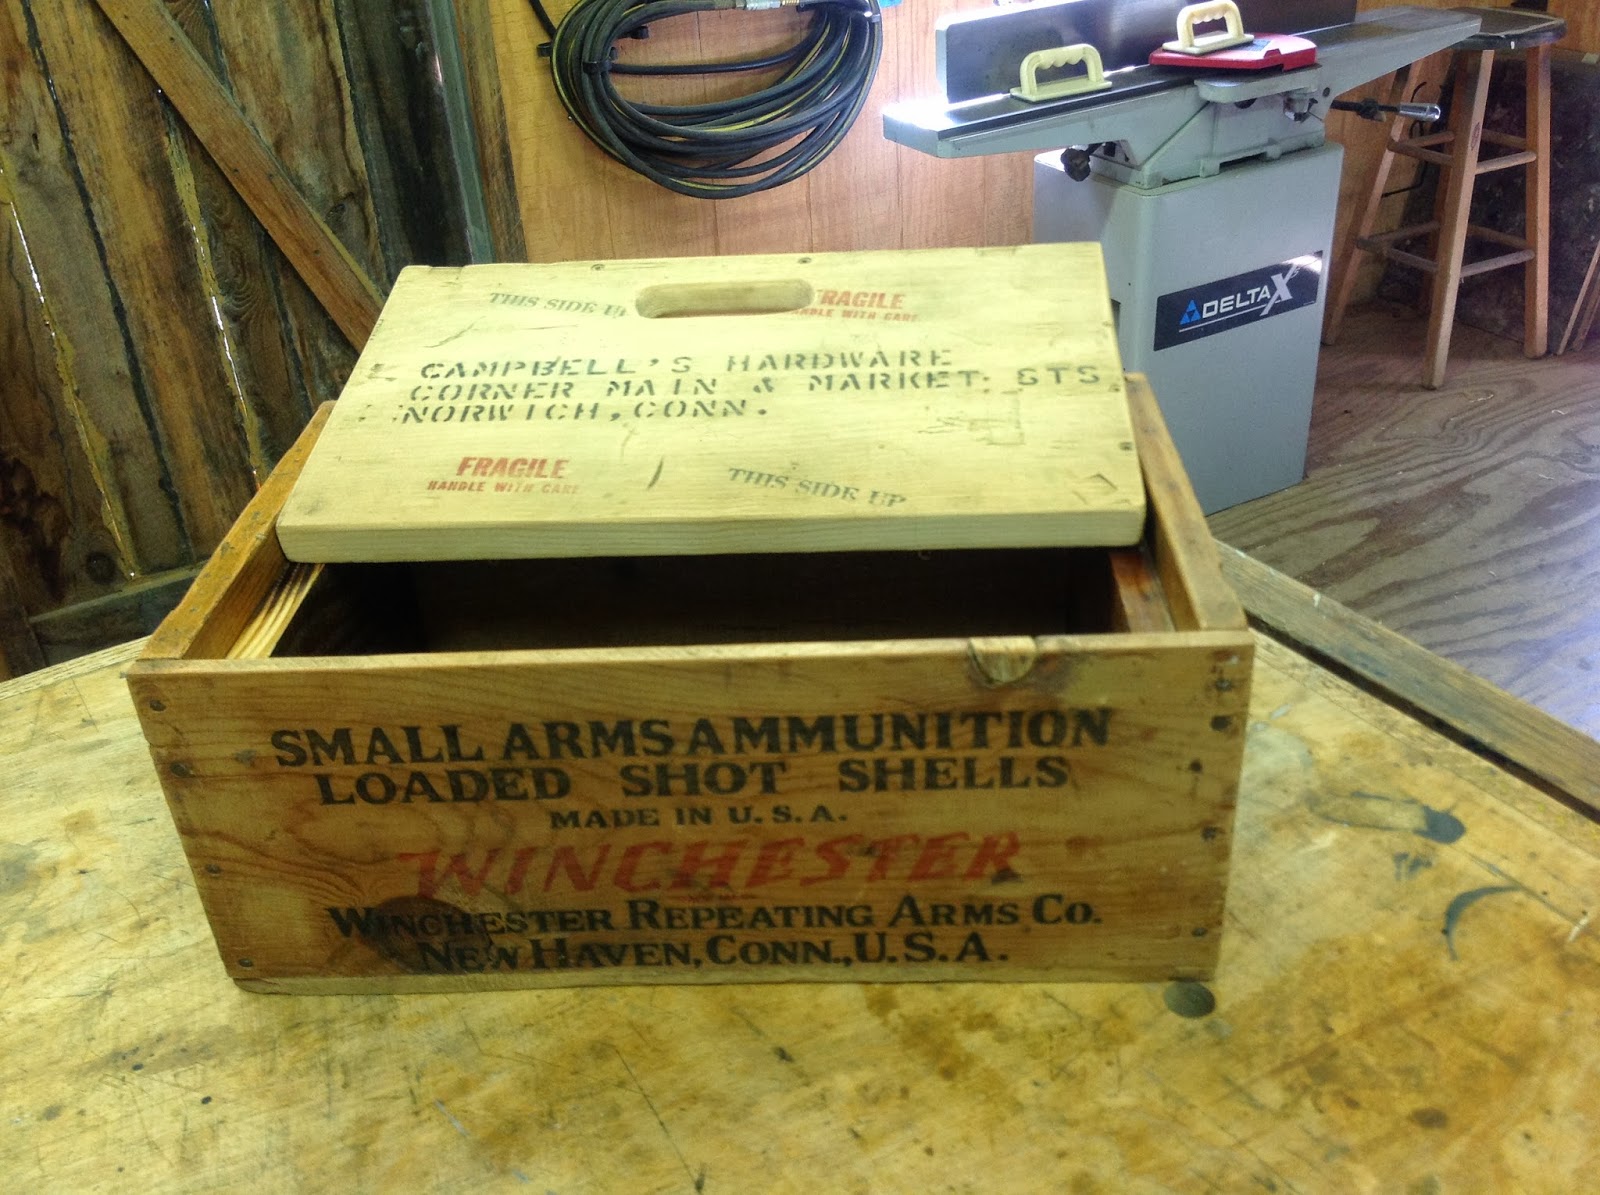 THIS SIDE UP
FRAGILE
HANDLE WITH CARE
CAMPBELL'S HARDWARE
CORNER MAIN & MARKET STS.
NORWICH, CONN.
FRAGILE
HANDLE WITH CARE
THIS SIDE UP
SMALL ARMS AMMUNITION
LOADED SHOT SHELLS
MADE IN U.S.A.
WINCHESTER
WINCHESTER REPEATING ARMS CO.
NEW HAVEN, CONN., U.S.A.
DELTA X